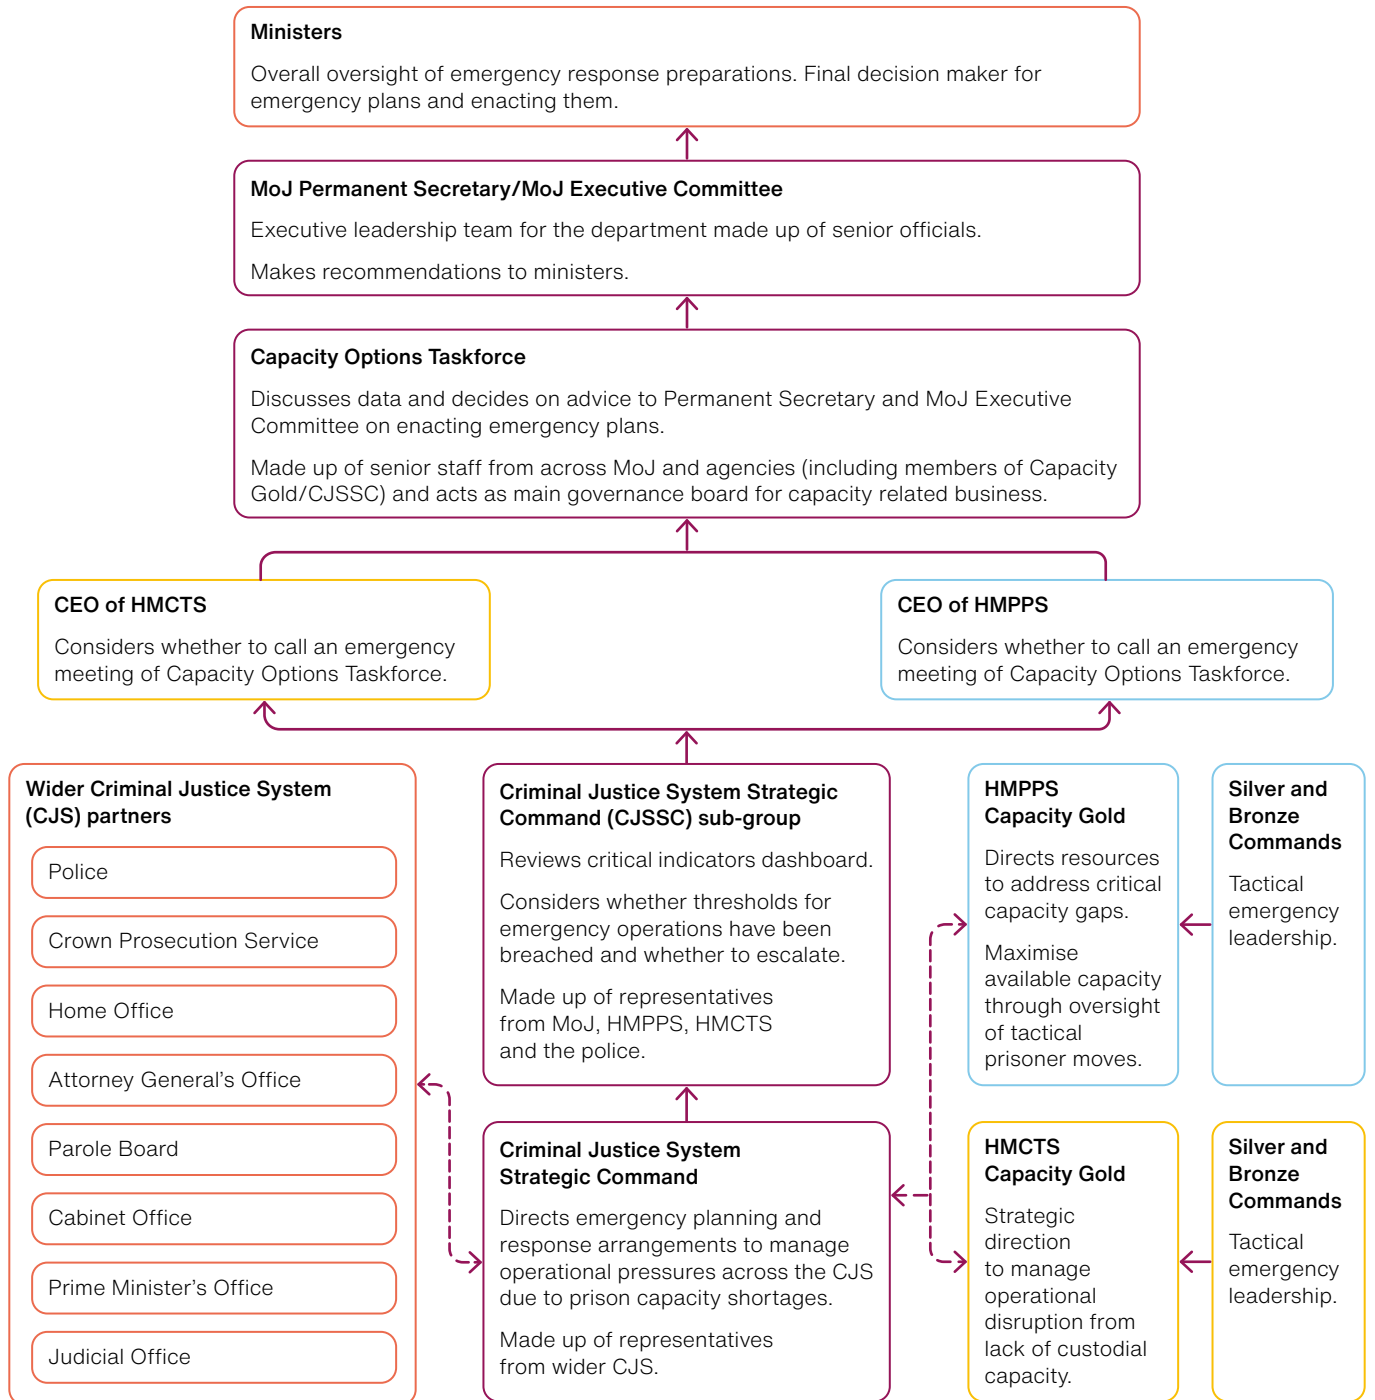 Ministers
Overall oversight of emergency response preparations. Final decision maker for
emergency plans and enacting them.
MoJ Permanent Secretary/MoJ Executive Committee
Executive leadership team for the department made up of senior officials.
Makes recommendations to ministers.
Capacity Options Taskforce
Discusses data and decides on advice to Permanent Secretary and MoJ Executive
Committee on enacting emergency plans.
Made up of senior staff from across MoJ and agencies (including members of Capacity
Gold/CJSSC) and acts as main governance board for capacity related business.
CEO of HMCTS
Considers whether to call an emergency
meeting of Capacity Options Taskforce.
CEO of HMPPS
Considers whether to call an emergency
meeting of Capacity Options Taskforce.
Wider Criminal Justice System
(CJS) partners
Police
Crown Prosecution Service
Home Office
Attorney General’s Office
Parole Board
Cabinet Office
Prime Minister’s Office
Judicial Office
Criminal Justice System Strategic
Command (CJSSC) sub-group
Reviews critical indicators dashboard.
Considers whether thresholds for
emergency operations have been
breached and whether to escalate.
Made up of representatives
from MoJ, HMPPS, HMCTS
and the police.
Criminal Justice System
Strategic Command
Directs emergency planning and
response arrangements to manage
operational pressures across the CJS
due to prison capacity shortages.
Made up of representatives
from wider CJS.
HMPPS
Capacity Gold
Directs resources
to address critical
capacity gaps.
Maximise
available capacity
through oversight
of tactical
prisoner moves.
Silver and
Bronze
Commands
Tactical
emergency
leadership.
HMCTS
Capacity Gold
Strategic
direction
to manage
operational
disruption from
lack of custodial
capacity.
Silver and
Bronze
Commands
Tactical
emergency
leadership.